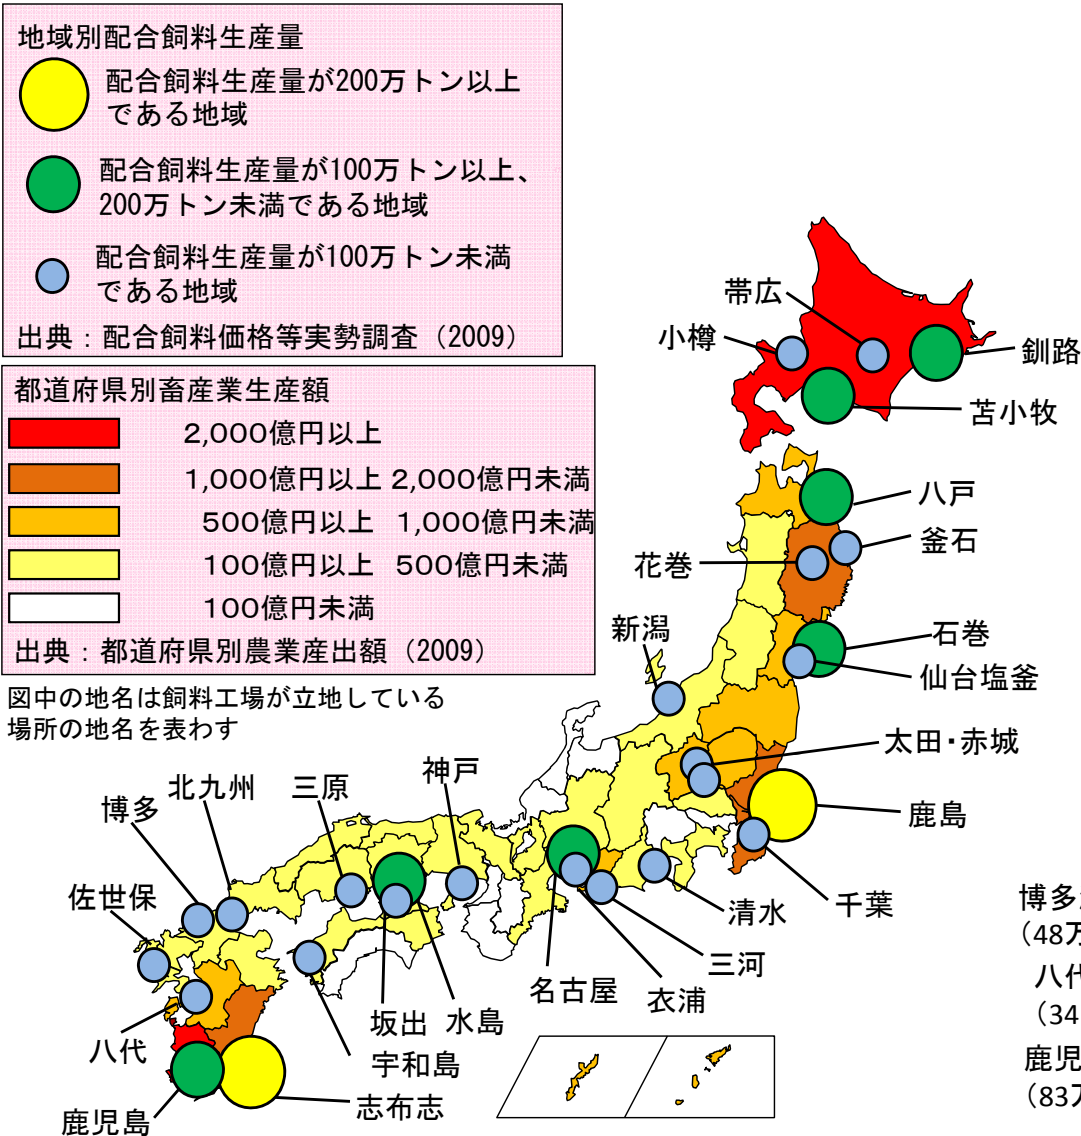 地域別配合飼料生産量
配合飼料生産量が200万トン以上
である地域
配合飼料生産量が100万トン以上、
200万トン未満である地域
配合飼料生産量が100万トン未満
である地域
出典：配合飼料価格等実勢調査（2009）
都道府県別畜産業生産額
2,000億円以上
1,000億円以上 2,000億円未満
500億円以上 1,000億円未満
100億円以上 500億円未満
100億円未満
出典：都道府県別農業産出額（2009）
図中の地名は飼料工場が立地している
場所の地名を表わす
帯広
小樽
釧路
苫小牧
八戸
釜石
花巻
新潟
石巻
仙台塩釜
太田・赤城
鹿島
千葉
神戸
三原
北九州
博多
佐世保
清水
三河
衣浦
名古屋
水島
坂出
宇和島
八代
志布志
鹿児島
博多
（48万
八代
（34
鹿児
（83万